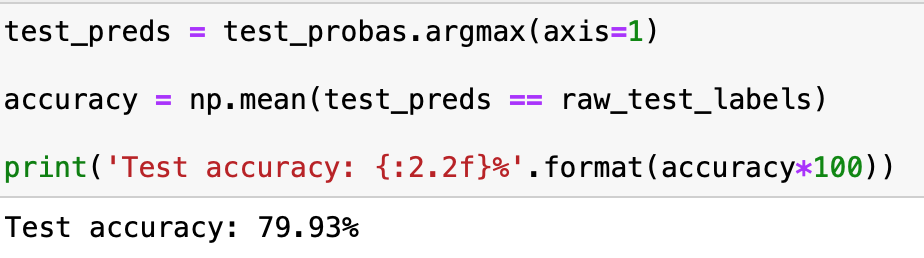 test_preds = test_probas.argmax(axis=1)
accuracy = np.mean(test_preds == raw_test_labels)
print('Test accuracy: {:2.2f}%'.format(accuracy*100))
Test accuracy: 79.93%